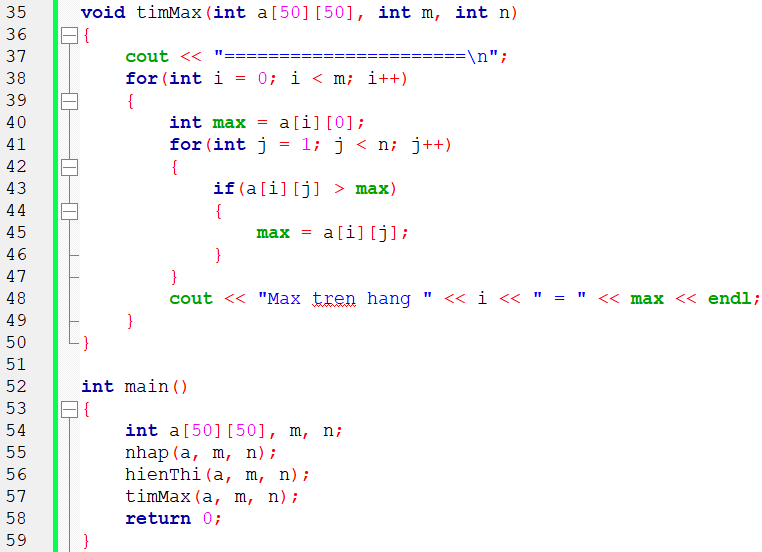 35 void timMax(int a[50][50], int m, int n)
36 {
37     cout << "======================\n";
38     for(int i = 0; i < m; i++)
39     {
40         int max = a[i][0];
41         for(int j = 1; j < n; j++)
42         {
43             if(a[i][j] > max)
44             {
45                 max = a[i][j];
46             }
47         }
48         cout << "Max tren hang " << i << " = " << max << endl;
49     }
50 }
51
52 int main()
53 {
54     int a[50][50], m, n;
55     nhap(a, m, n);
56     hienThi(a, m, n);
57     timMax(a, m, n);
58     return 0;
59 }